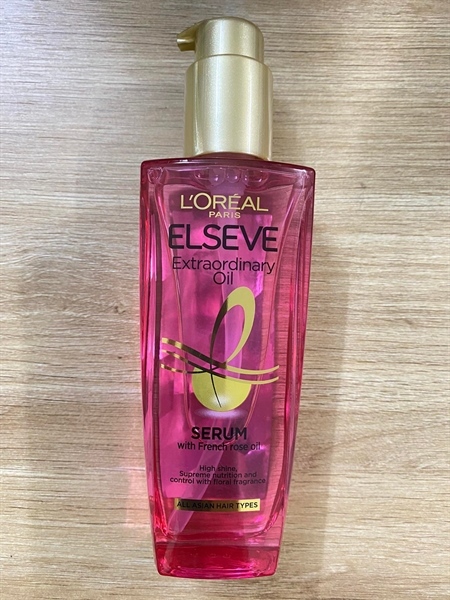 L'ORÉAL
PARIS
ELSEVE
Extraordinary
Oil
SERUM
with French rose oil
High shine,
Supreme nutrition and
control with floral fragrance
ALL ASIAN HAIR TYPES